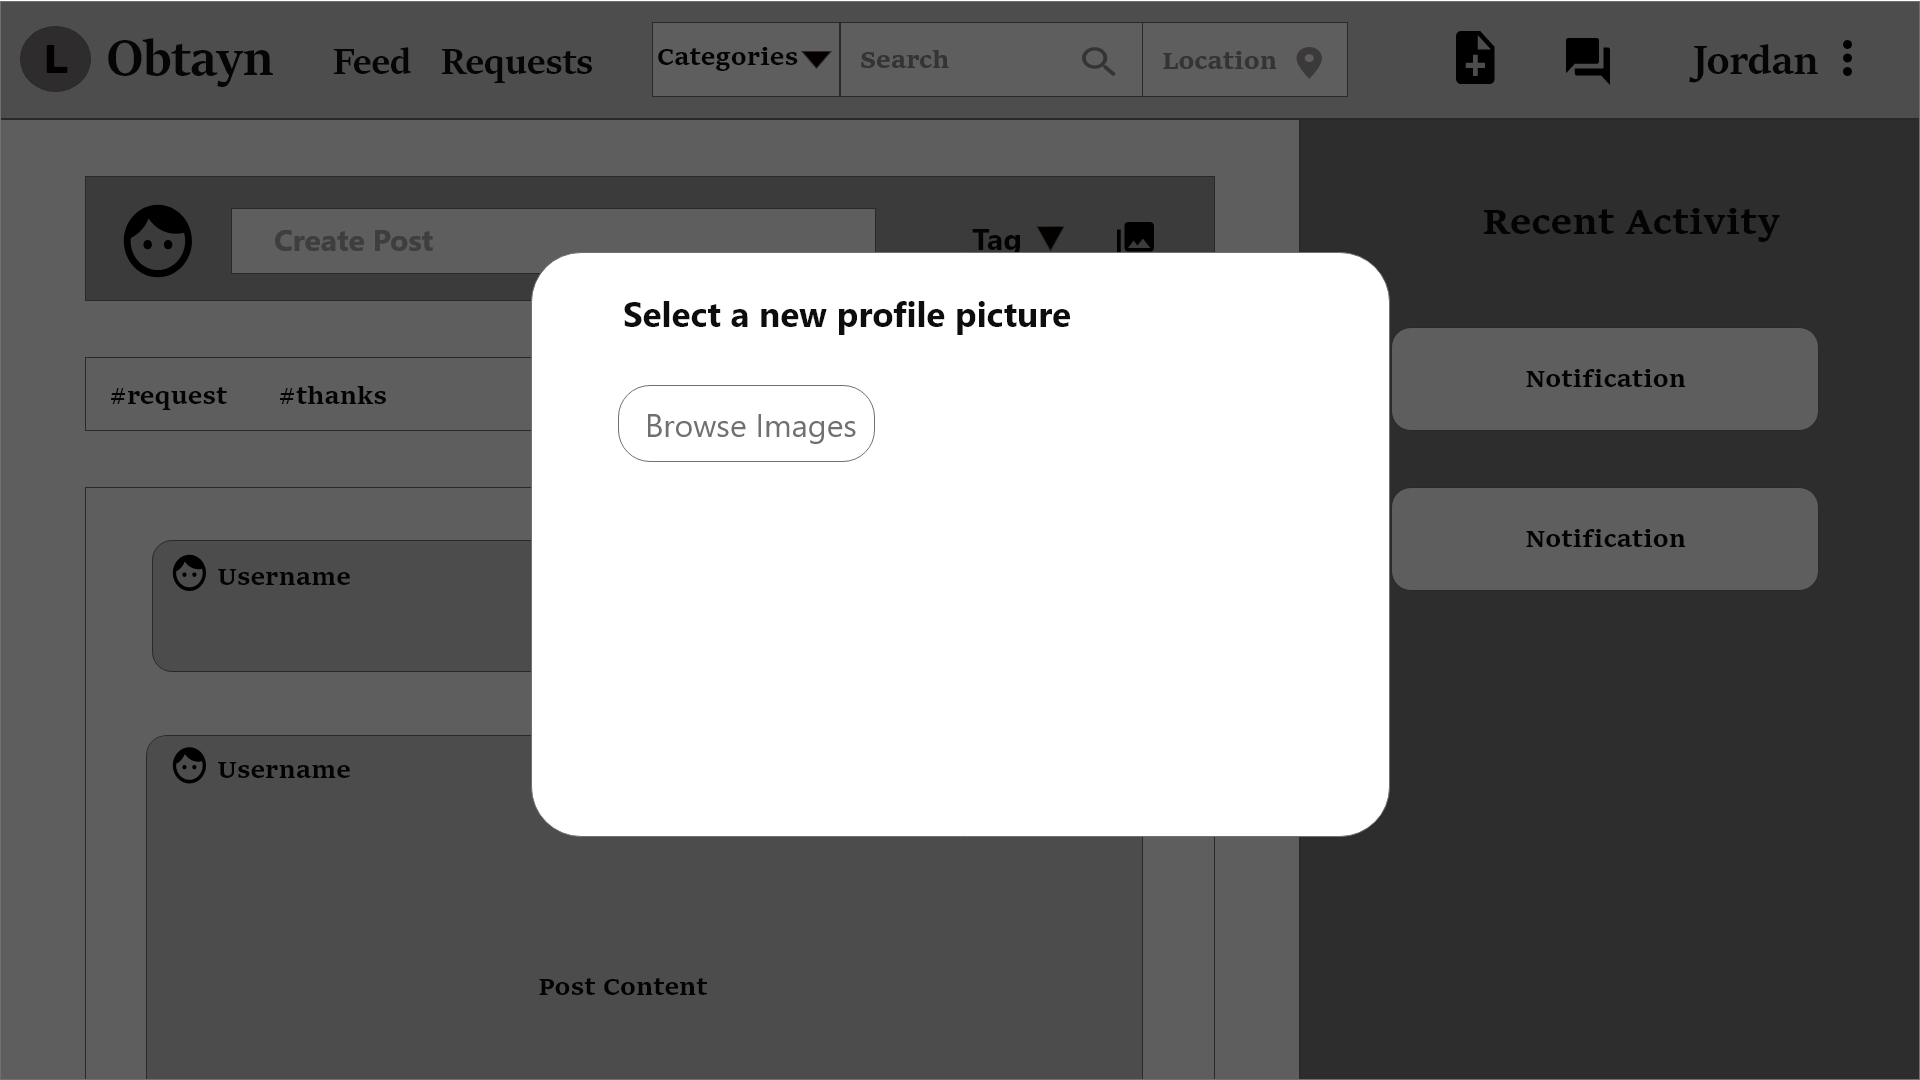 L Obtayn Feed Requests Categories Search Location Jordan
Create Post Tag
Recent Activity
Select a new profile picture
Browse Images
#request #thanks
Notification
Notification
Username
Username
Post Content